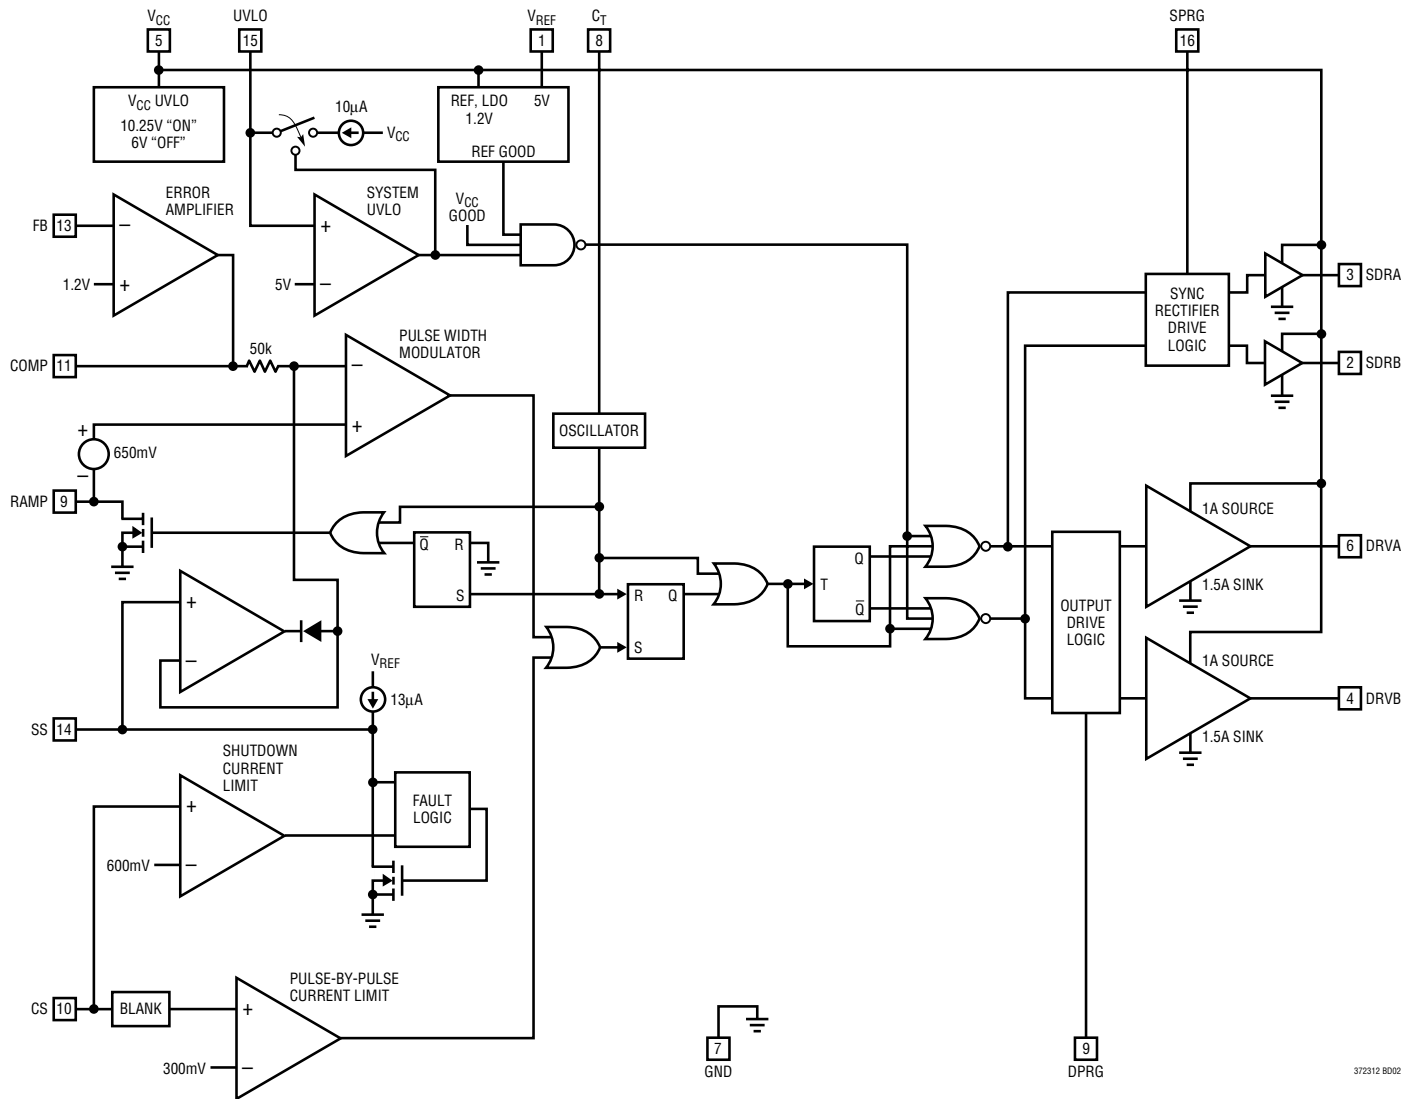 VCC
5
UVLO
15
VREF
1
CT
8
SPRG
16
VCC UVLO
10.25V “ON”
6V “OFF”
10µA
VCC
REF, LDO
5V
1.2V
REF GOOD
ERROR
AMPLIFIER
SYSTEM
UVLO
VCC
GOOD
FB
13
−
1.2V
+
+
5V
−
SYNC
RECTIFIER
DRIVE
LOGIC
3
SDRA
2
SDRB
PULSE WIDTH
MODULATOR
50k
COMP
11
−
+
+
650mV
−
OSCILLATOR
RAMP
9
Q̅
R
S
R
Q
S
T
Q
Q̅
1A SOURCE
6
DRVA
1.5A SINK
OUTPUT
DRIVE
LOGIC
+
−
VREF
13µA
1A SOURCE
4
DRVB
1.5A SINK
SS
14
SHUTDOWN
CURRENT
LIMIT
+
600mV
−
FAULT
LOGIC
PULSE-BY-PULSE
CURRENT LIMIT
CS
10
BLANK
+
300mV
−
7
GND
9
DPRG
372312 BD02